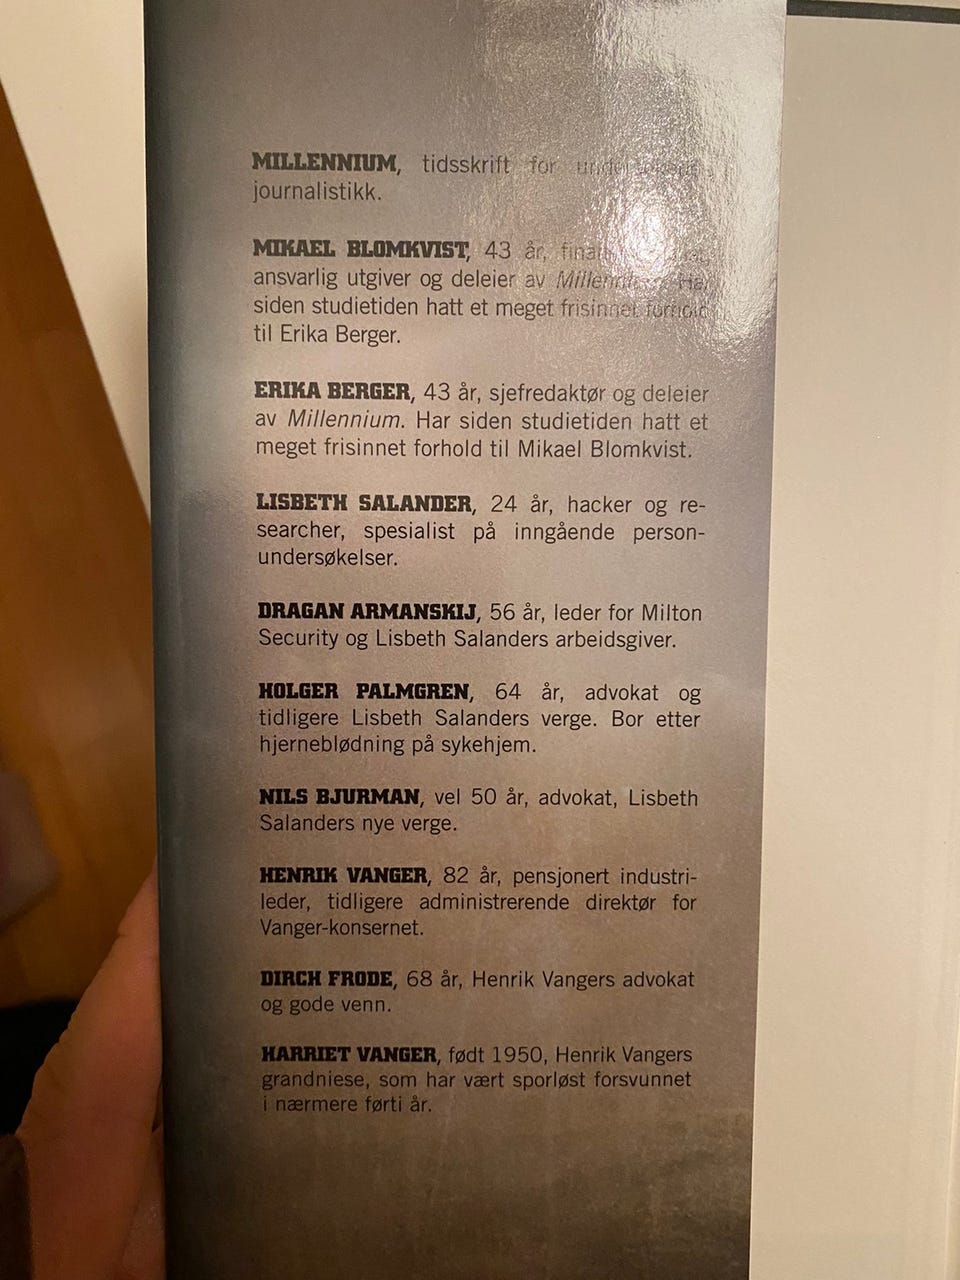 MILLENNIUM, tidsskrift for
journalistikk.
MIKAEL BLOMKVIST, 43 år,
ansvarlig utgiver og deleier av Millennium. Har
siden studietiden hatt et meget frisinnet forhold
til Erika Berger.
ERIKA BERGER, 43 år, sjefredaktør og deleier
av Millennium. Har siden studietiden hatt et
meget frisinnet forhold til Mikael Blomkvist.
LISBETH SALANDER, 24 år, hacker og re-
searcher, spesialist på inngående person-
undersøkelser.
DRAGAN ARMANSKIJ, 56 år, leder for Milton
Security og Lisbeth Salanders arbeidsgiver.
HOLGER PALMGREN, 64 år, advokat og
tidligere Lisbeth Salanders verge. Bor etter
hjerneblødning på sykehjem.
NILS BJURMAN, vel 50 år, advokat, Lisbeth
Salanders nye verge.
HENRIK VANGER, 82 år, pensjonert industri-
leder, tidligere administrerende direktør for
Vanger-konsernet.
DIRCH FRODE, 68 år, Henrik Vangers advokat
og gode venn.
HARRIET VANGER, født 1950, Henrik Vangers
grandniese, som har vært sporløst forsvunnet
i nærmere førti år.